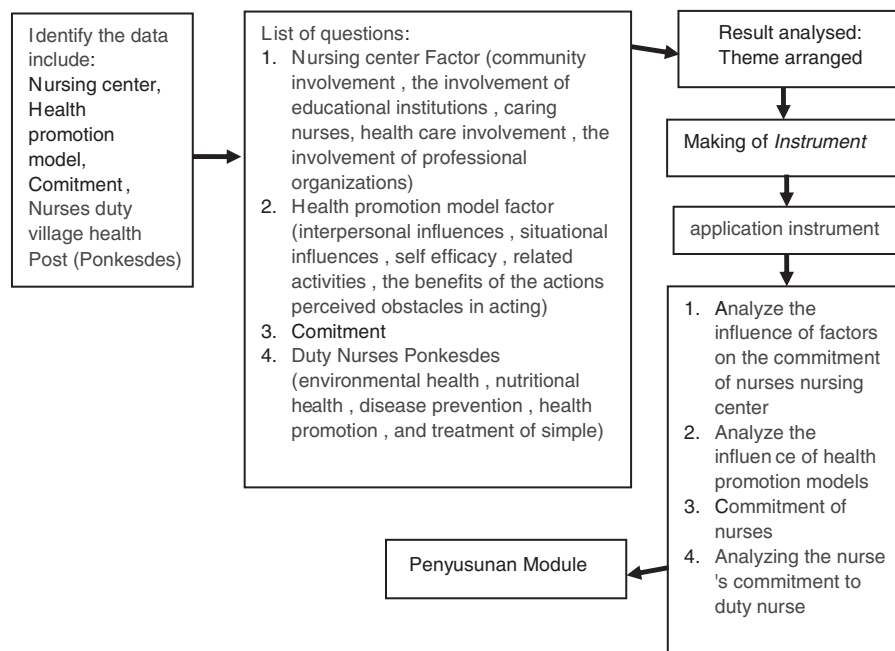 Identify the data
include:
Nursing center,
Health
promotion
model,
Comitment ,
Nurses duty
village health
Post (Ponkesdes)
List of questions:
1. Nursing center Factor (community
involvement , the involvement of
educational institutions , caring
nurses, health care involvement , the
involvement of professional
organizations)
2. Health promotion model factor
(interpersonal influences , situational
influences , self efficacy , related
activities , the benefits of the actions
perceived obstacles in acting)
3. Comitment
4. Duty Nurses Ponkesdes
(environmental health , nutritional
health , disease prevention , health
promotion , and treatment of simple)
Result analysed:
Theme arranged
Making of Instrument
application instrument
1. Analyze the
influence of factors
on the commitment
of nurses nursing
center
2. Analyze the
influen ce of health
promotion models
3. Commitment of
nurses
4. Analyzing the nurse
's commitment to
duty nurse
Penyusunan Module